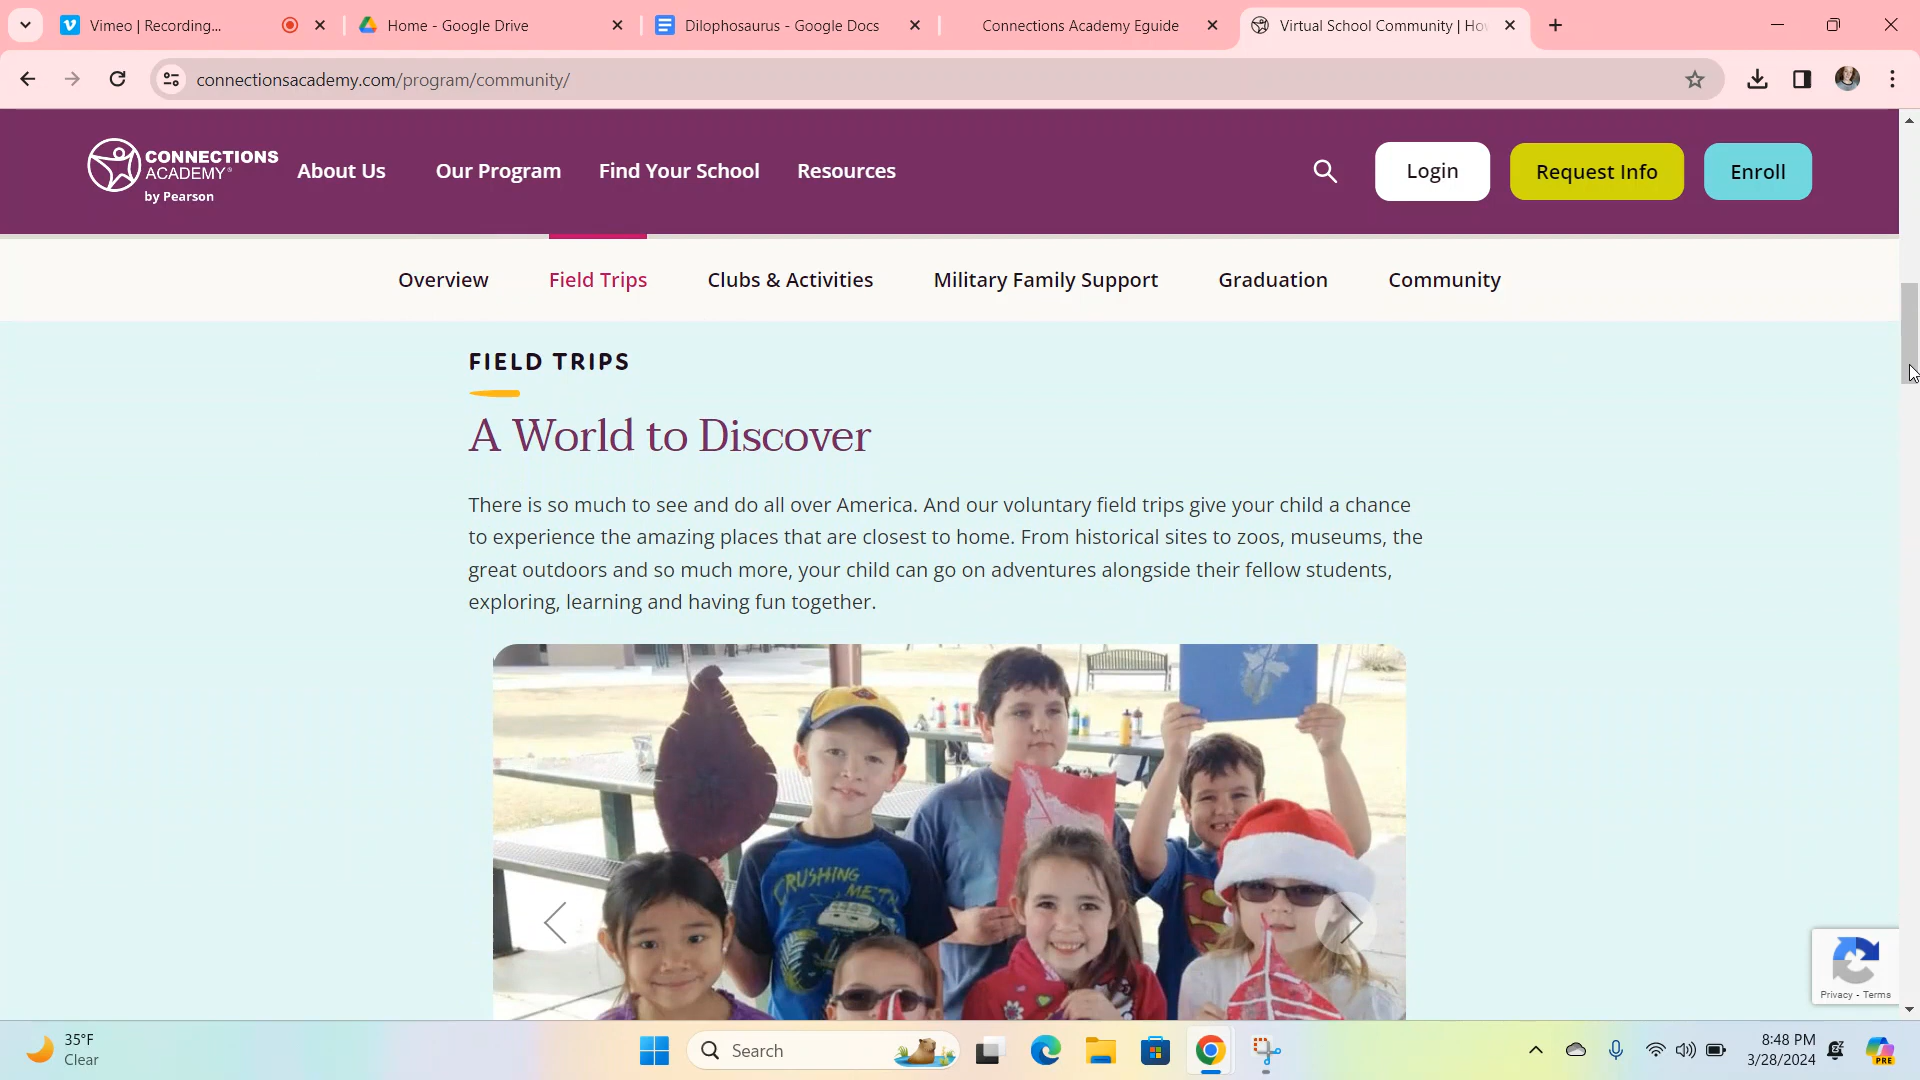 Vimeo | Recording...
Home - Google Drive
Dilophosaurus - Google Docs
Connections Academy Eguide
Virtual School Community | Ho
connectionsacademy.com/program/community/
CONNECTIONS
ACADEMY®
by Pearson
About Us
Our Program
Find Your School
Resources
Login
Request Info
Enroll
Overview
Field Trips
Clubs & Activities
Military Family Support
Graduation
Community
FIELD TRIPS
A World to Discover
There is so much to see and do all over America. And our voluntary field trips give your child a chance
to experience the amazing places that are closest to home. From historical sites to zoos, museums, the
great outdoors and so much more, your child can go on adventures alongside their fellow students,
exploring, learning and having fun together.
CRUSHING
Privacy - Terms
35°F
Clear
Search
8:48 PM
3/28/2024
PRE